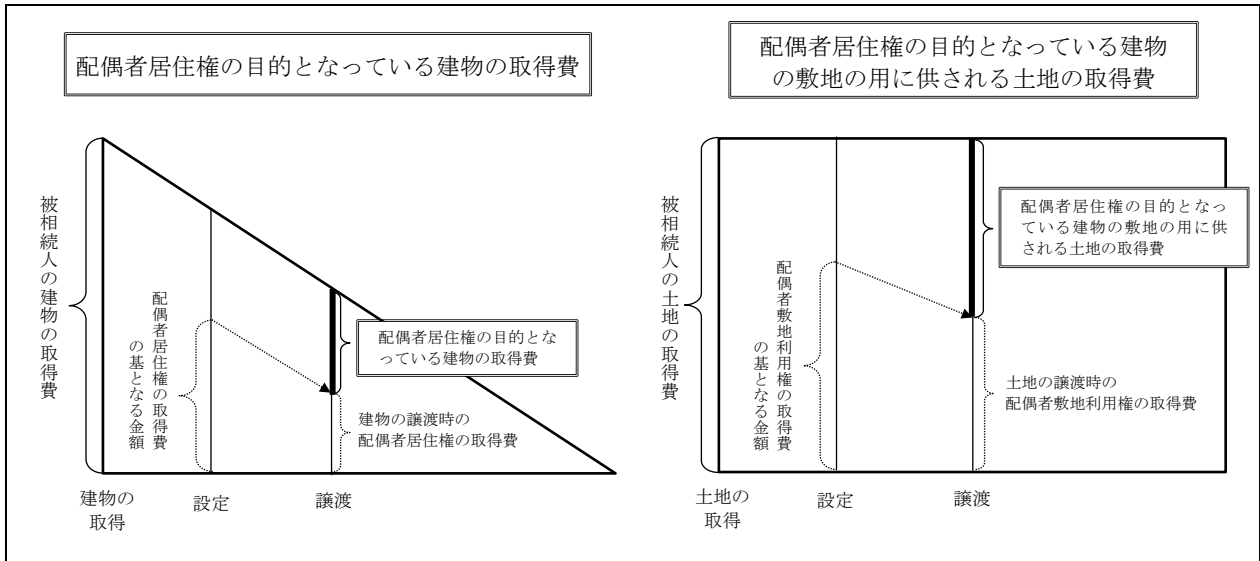 配偶者居住権の目的となっている建物の取得費
被相続人の建物の取得費
配偶者居住権の取得費
の基となる金額
配偶者居住権の目的とな
っている建物の取得費
建物の譲渡時の
配偶者居住権の取得費
建物の
取得
設定
譲渡
配偶者居住権の目的となっている建物
の敷地の用に供される土地の取得費
被相続人の土地の取得費
配偶者敷地利用権の取得費
の基となる金額
配偶者居住権の目的となっ
ている建物の敷地の用に供
される土地の取得費
土地の譲渡時の
配偶者敷地利用権の取得費
土地の
取得
設定
譲渡